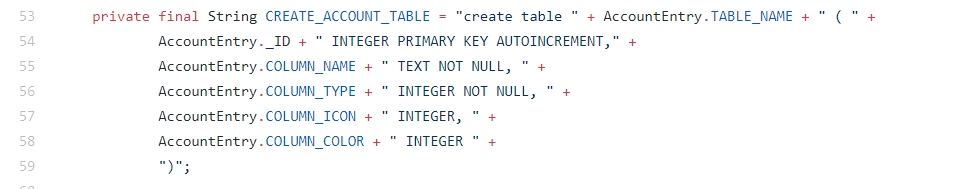 53 private final String CREATE_ACCOUNT_TABLE = "create table " + AccountEntry.TABLE_NAME + " ( " +
54 AccountEntry._ID + " INTEGER PRIMARY KEY AUTOINCREMENT," +
55 AccountEntry.COLUMN_NAME + " TEXT NOT NULL, " +
56 AccountEntry.COLUMN_TYPE + " INTEGER NOT NULL, " +
57 AccountEntry.COLUMN_ICON + " INTEGER, " +
58 AccountEntry.COLUMN_COLOR + " INTEGER " +
59 ")";